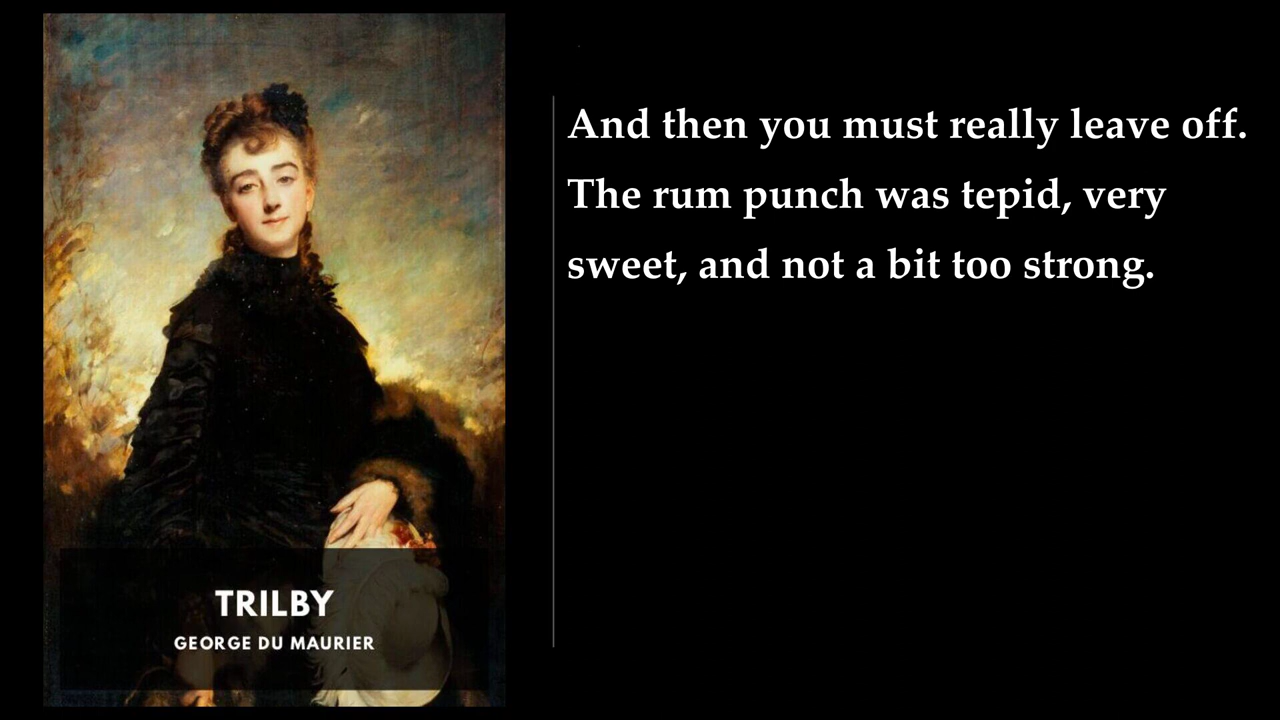 TRILBY
GEORGE DU MAURIER
And then you must really leave off.
The rum punch was tepid, very
sweet, and not a bit too strong.